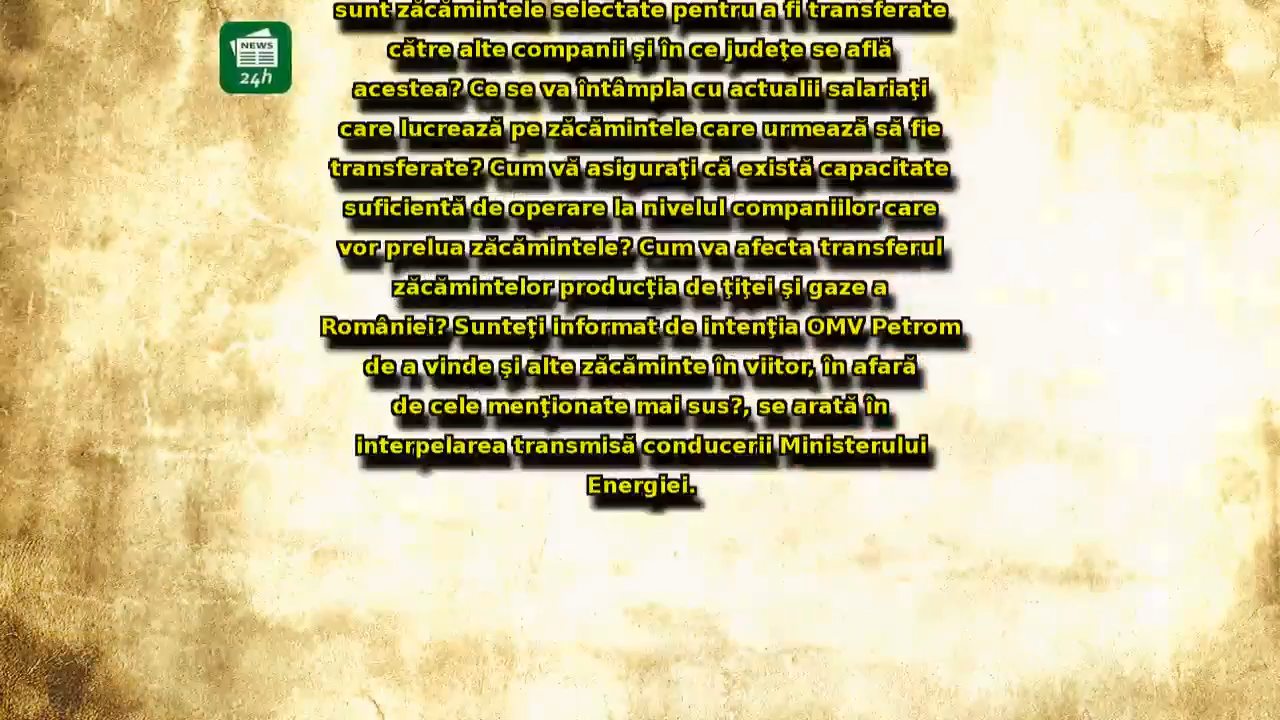 sunt zăcămintele selectate pentru a fi transferate
NEWS
24h
către alte companii şi în ce judeţe se află
acestea? Ce se va întâmpla cu actualii salariaţi
care lucrează pe zăcămintele care urmează să fie
transferate? Cum vă asiguraţi că există capacitate
suficientă de operare la nivelul companiilor care
vor prelua zăcămintele? Cum va afecta transferul
zăcămintelor producţia de ţiţei şi gaze a
României? Sunteţi informat de intenţia OMV Petrom
de a vinde şi alte zăcăminte în viitor, în afară
de cele menţionate mai sus?, se arată în
interpelarea transmisă conducerii Ministerului
Energiei.